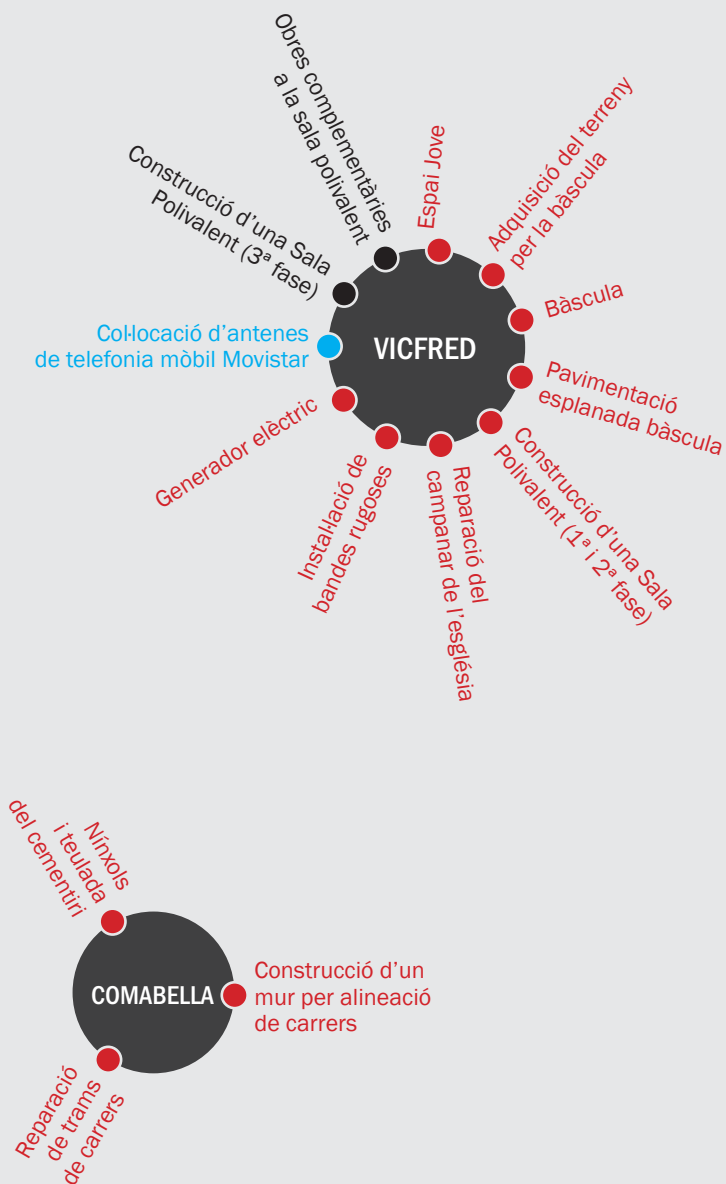 Obres complementàries
a la sala polivalent
Construcció d'una Sala
Polivalent (3ª fase)
Espai Jove
Adquisició del terreny
per la bàscula
Bàscula
Col·locació d'antenes
de telefonia mòbil Movistar
VICFRED
Pavimentació
esplanada bàscula
Generador elèctric
Instal·lació de
bandes rugoses
Reparació del
campanar de l'església
Construcció d'una Sala
Polivalent (1ª i 2ª fase)
Nínxols
i teulada
del cementiri
COMABELLA
Construcció d'un
mur per alineació
de carrers
Reparació
de trams
de carrers